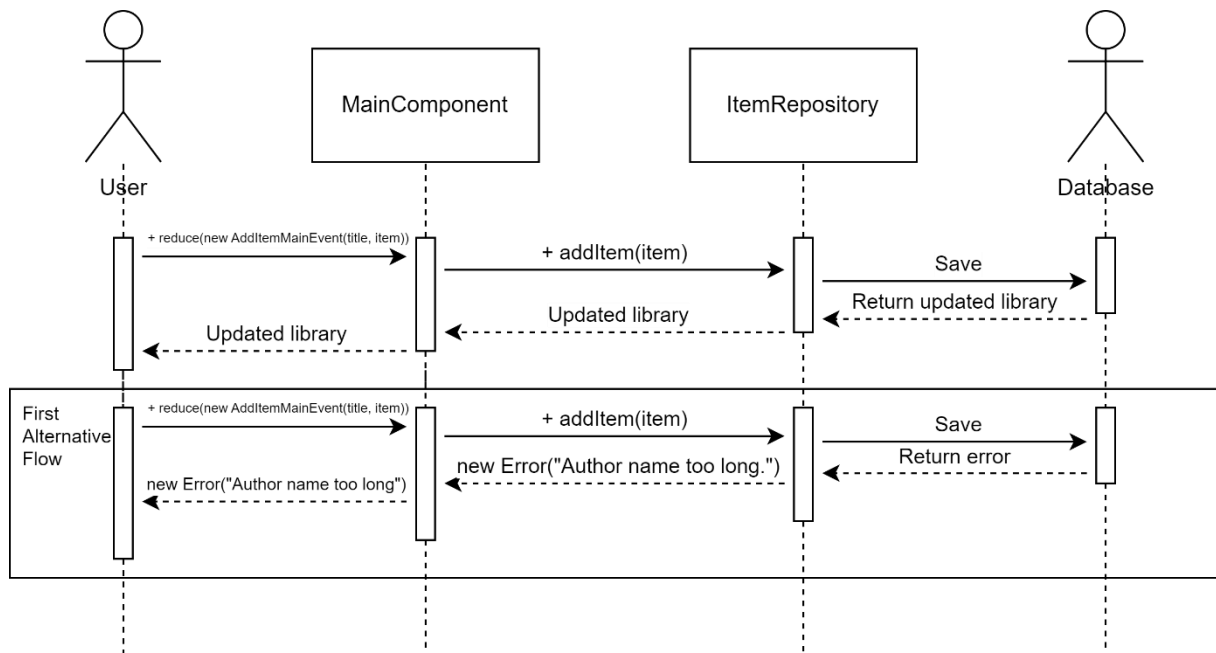 MainComponent
ItemRepository
User
Database
+ reduce(new AddItemMainEvent(title, item))
+ addItem(item)
Save
Return updated library
Updated library
Updated library
First
Alternative
Flow
+ reduce(new AddItemMainEvent(title, item))
+ addItem(item)
Save
Return error
new Error("Author name too long.")
new Error("Author name too long")